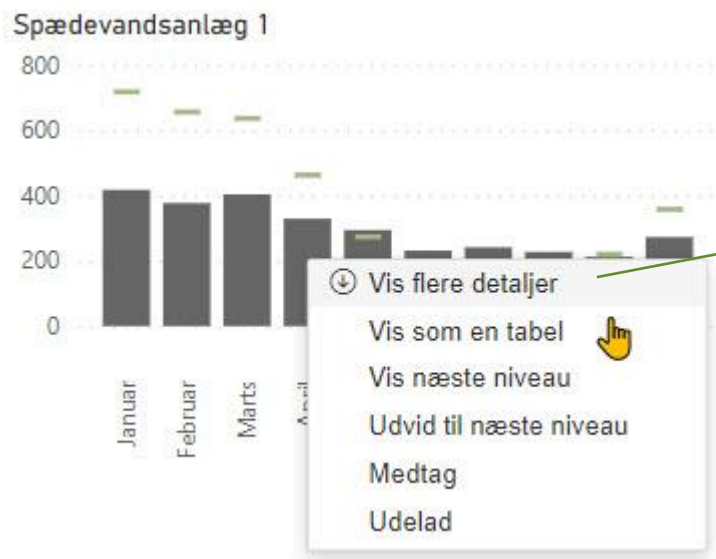 Spædevandsanlæg 1
800
600
400
200
0
Januar
Februar
Marts
Vis flere detaljer
Vis som en tabel
Vis næste niveau
Udvid til næste niveau
Medtag
Udelad